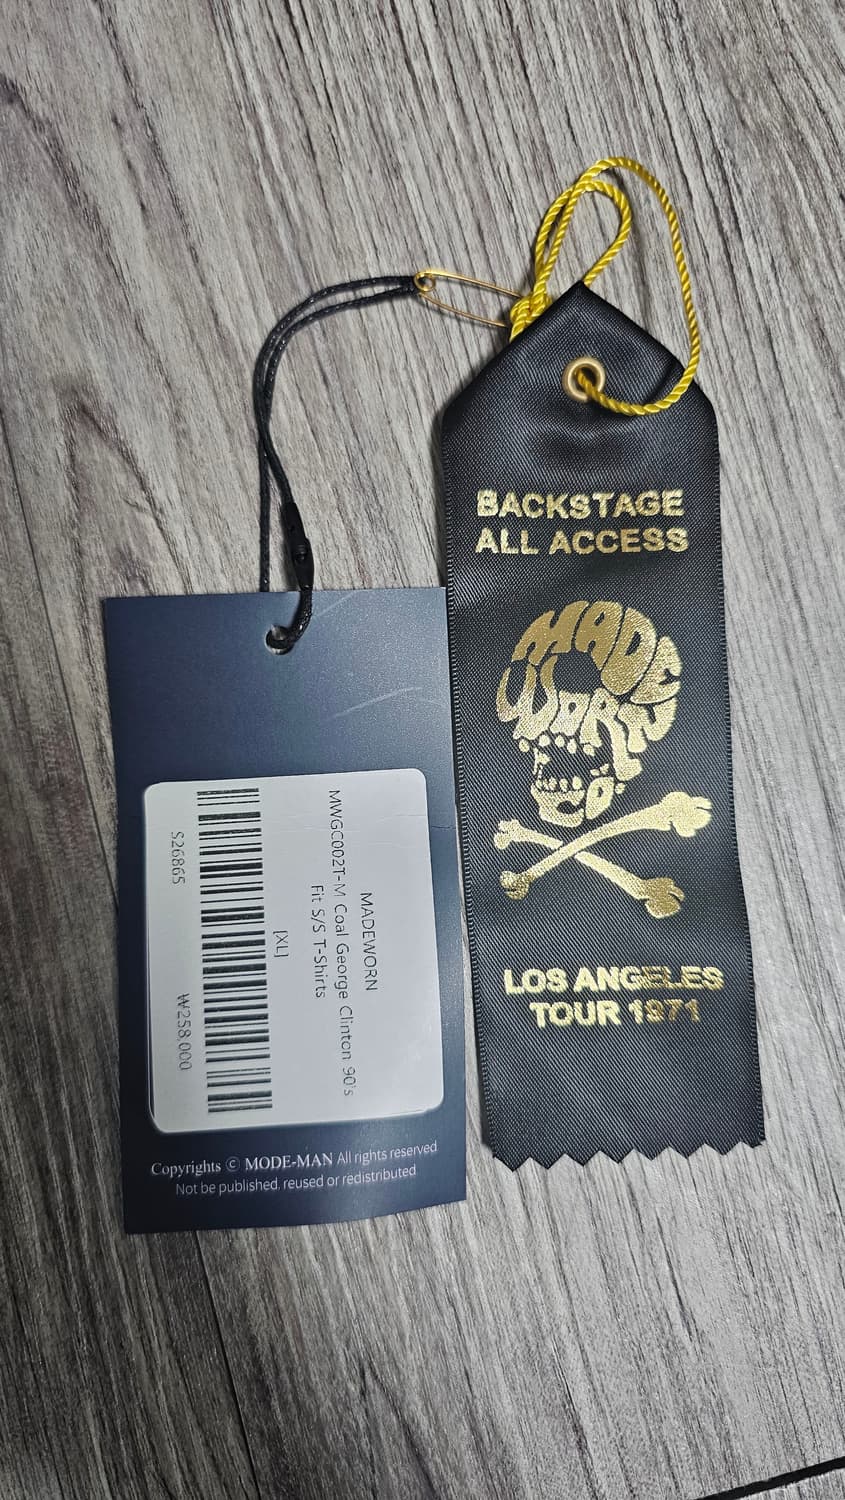 BACKSTAGE
ALL ACCESS
MADE
WORN
CO.
LOS ANGELES
TOUR 1971
MADEWORN
MWGC002T-M Coal George Clinton 90's
Fit S/S T-Shirts
[XL]
S26865
₩258,000
Copyrights © MODE-MAN All rights reserved
Not be published. reused or redistributed